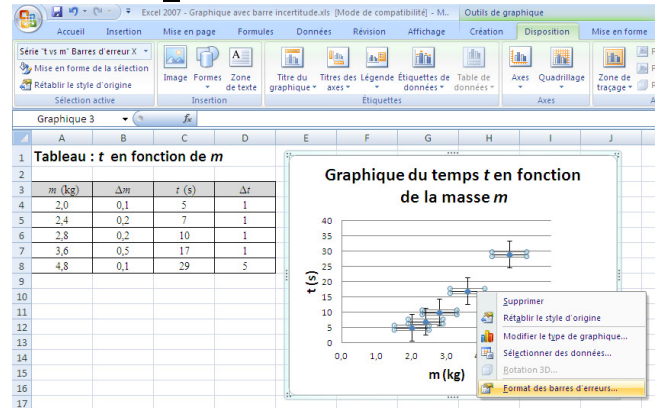 Excel 2007 - Graphique avec barre incertitude.xls [Mode de compatibilité] - M..
Outils de graphique
Accueil Insertion Mise en page Formules Données Révision Affichage Création Disposition Mise en forme
Série "t vs m" Barres d'erreur X
Mise en forme de la sélection
Rétablir le style d'origine
Sélection active
Image Formes Zone de texte
Insertion
Titre du graphique Titres des axes Légende Étiquettes de données Table de données
Étiquettes
Axes Quadrillage
Axes
Zone de traçage
Graphique 3 fx
A B C D E F G H I J
1 Tableau : t en fonction de m
2
3 m (kg) Δm t (s) Δt
4 2,0 0,1 5 1
5 2,4 0,2 7 1
6 2,8 0,2 10 1
7 3,6 0,5 17 1
8 4,8 0,1 29 5
9
10
11
12
13
14
15
16
17
Graphique du temps t en fonction
de la masse m
40
35
30
25
20
15
10
5
0
t (s)
0,0 1,0 2,0 3,0 4
m (kg)
Supprimer
Rétablir le style d'origine
Modifier le type de graphique...
Sélectionner des données...
Rotation 3D...
Format des barres d'erreurs...